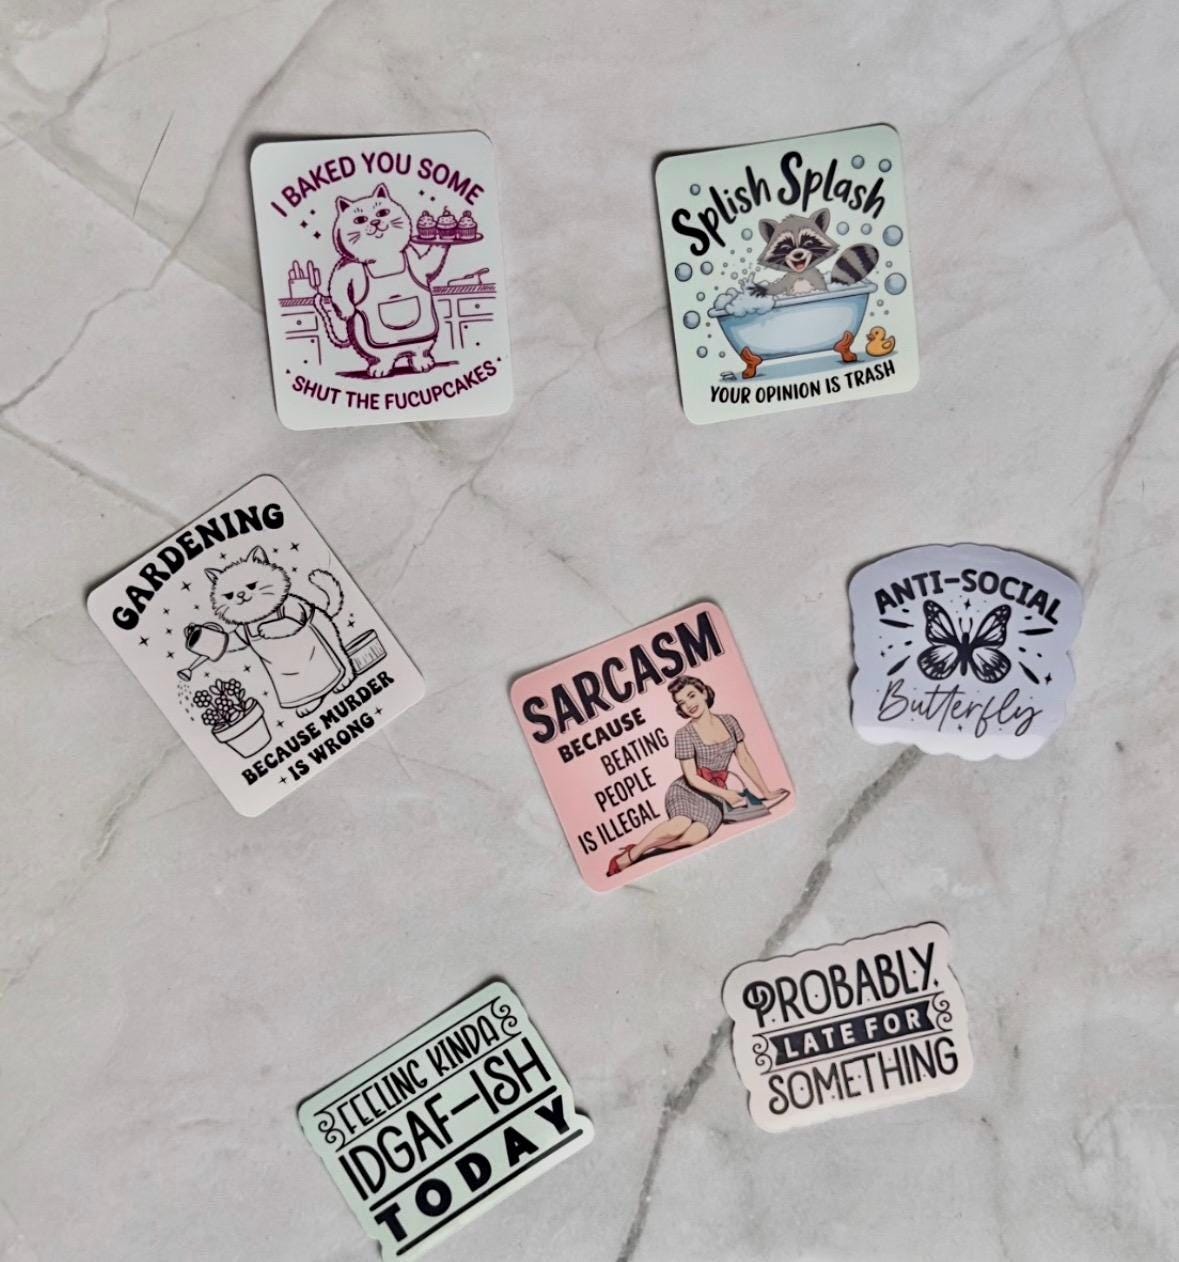 I BAKED YOU SOME
SHUT THE FUCUPCAKES
Splish Splash
YOUR OPINION IS TRASH
GARDENING
BECAUSE MURDER
IS WRONG
SARCASM
BECAUSE
BEATING
PEOPLE
IS ILLEGAL
ANTI-SOCIAL
Butterfly
PROBABLY
LATE FOR
SOMETHING
FEELING KINDA
IDGAF-ISH
TODAY